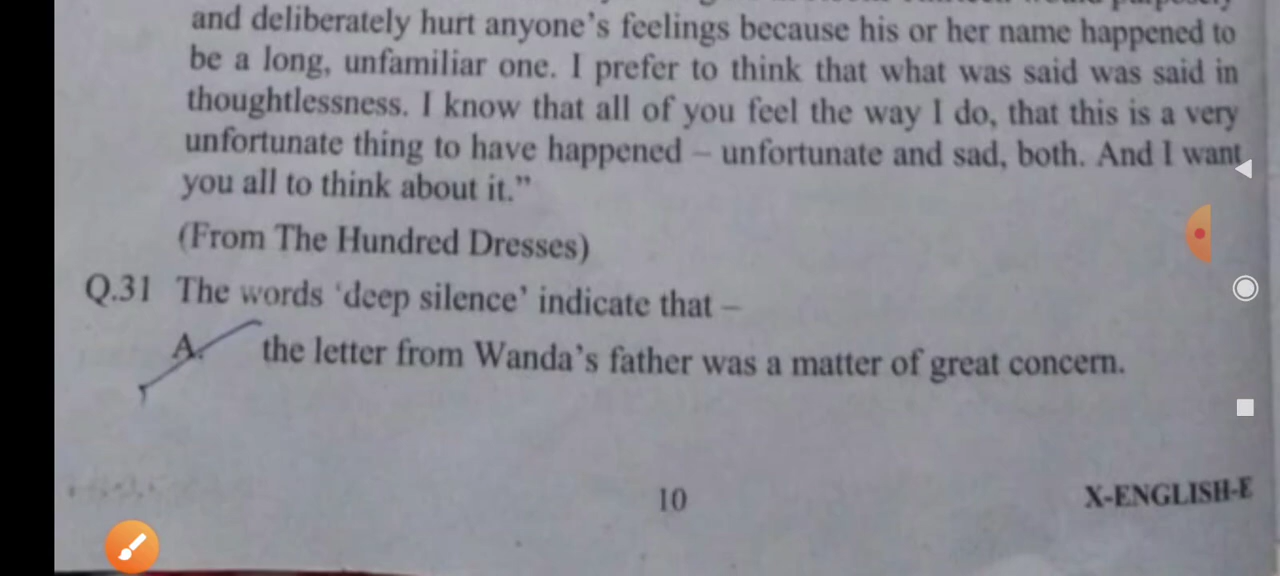 and deliberately hurt anyone's feelings because his or her name happened to
be a long, unfamiliar one. I prefer to think that what was said was said in
thoughtlessness. I know that all of you feel the way I do, that this is a very
unfortunate thing to have happened – unfortunate and sad, both. And I want
you all to think about it."
(From The Hundred Dresses)
Q.31 The words 'deep silence' indicate that –
A. the letter from Wanda's father was a matter of great concern.
10
X-ENGLISH-E